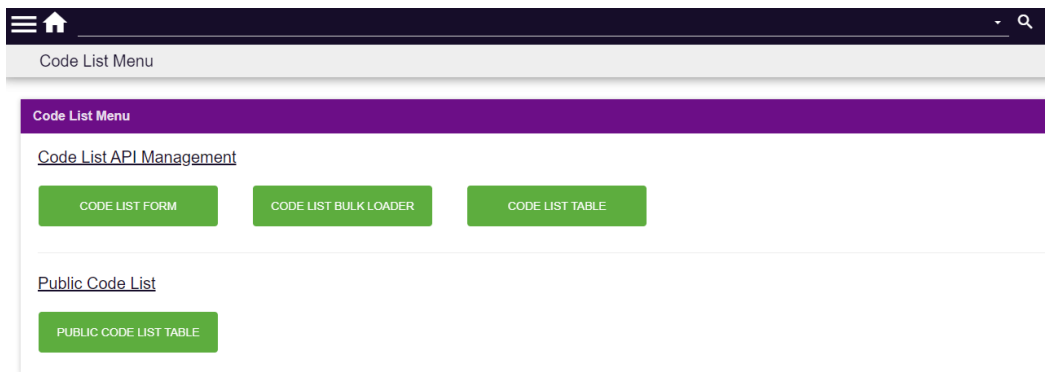 Code List Menu
Code List Menu
Code List API Management
CODE LIST FORM
CODE LIST BULK LOADER
CODE LIST TABLE
Public Code List
PUBLIC CODE LIST TABLE